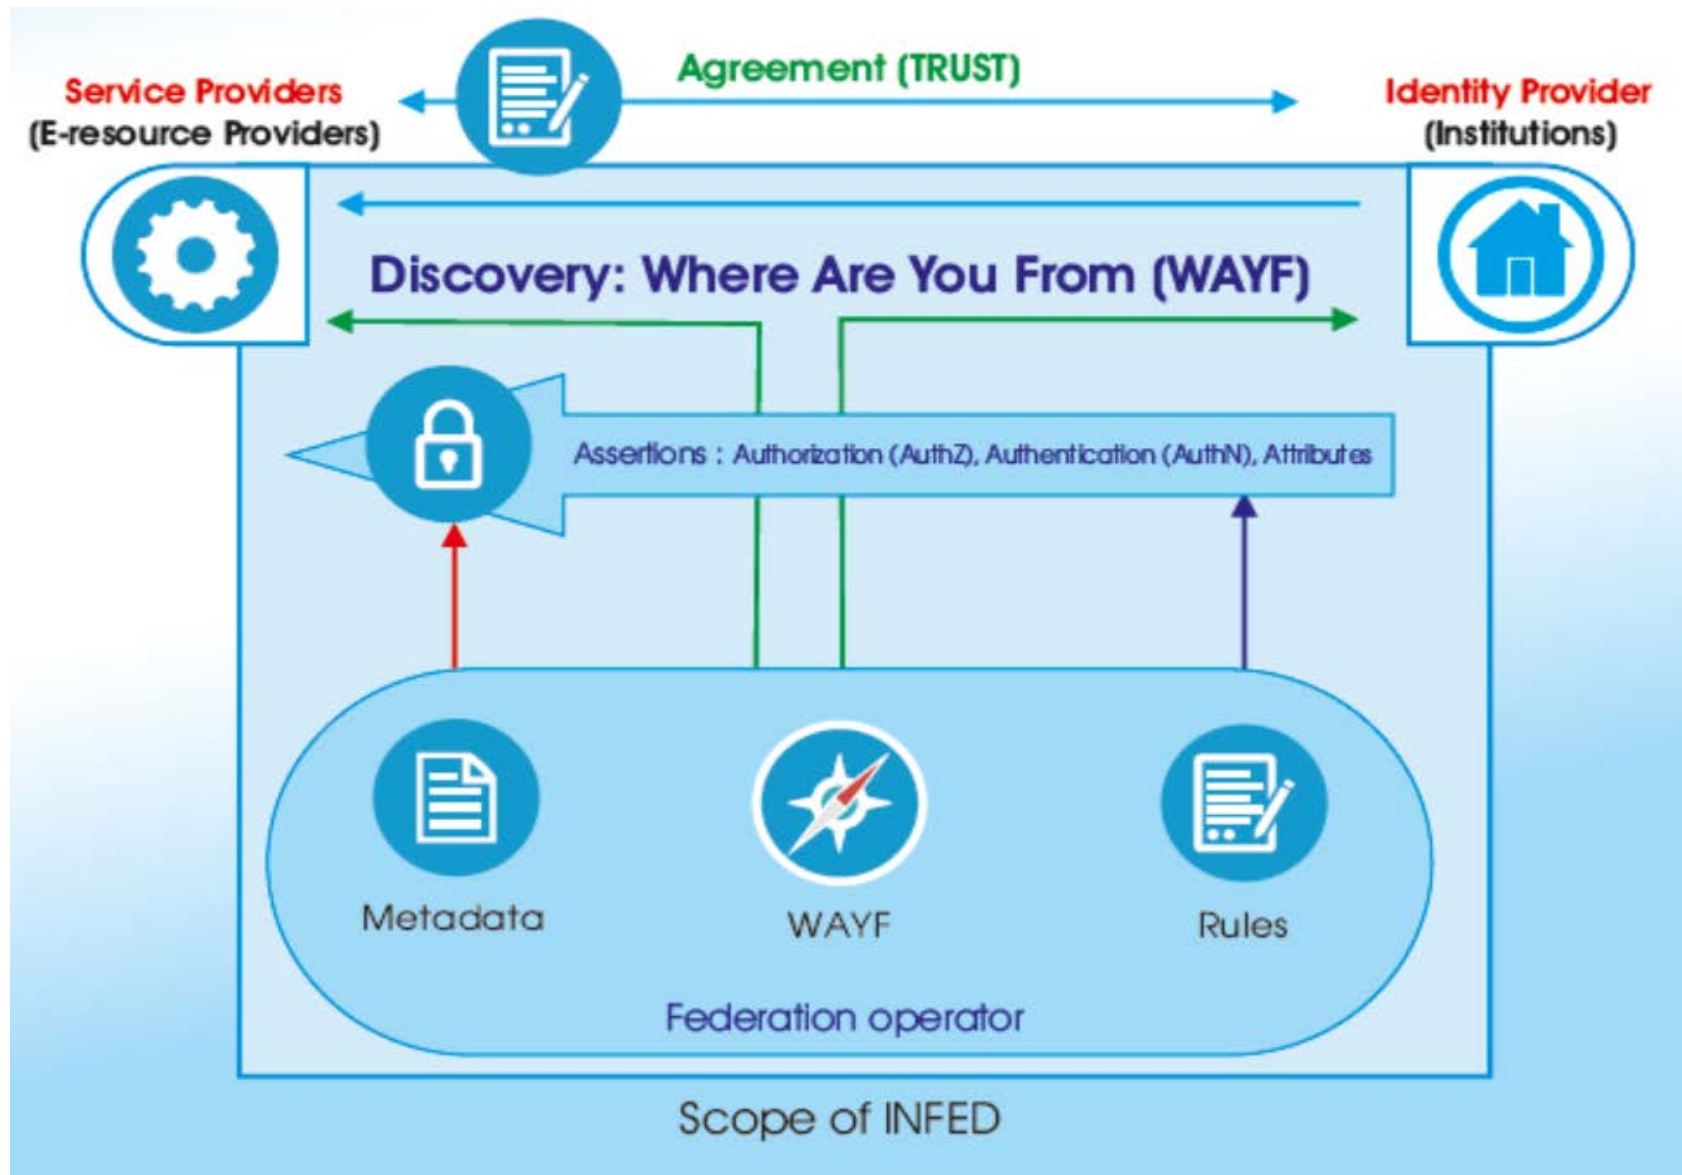 Agreement (TRUST)
Service Providers
(E-resource Providers)
Identity Provider
(Institutions)
Discovery: Where Are You From (WAYF)
Assertions : Authorization (AuthZ), Authentication (AuthN), Attributes
Metadata
WAYF
Rules
Federation operator
Scope of INFED